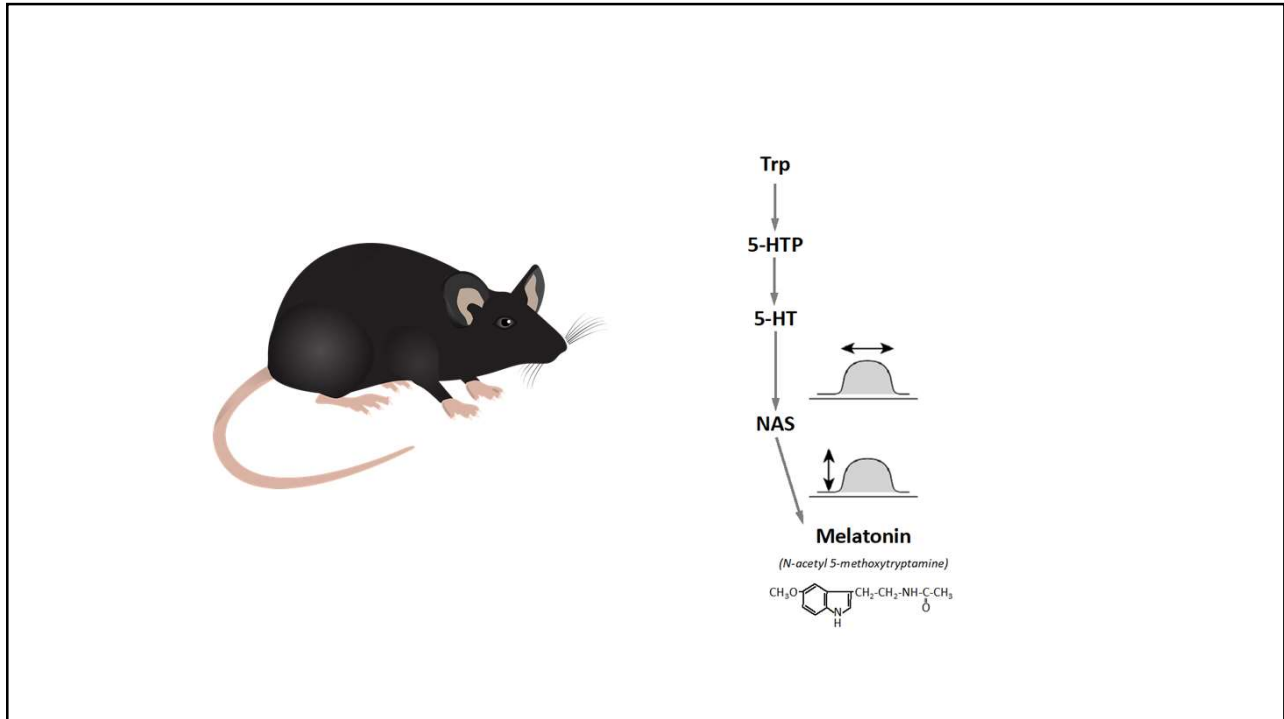 Trp
5-HTP
5-HT
NAS
Melatonin
(N-acetyl 5-methoxytryptamine)
CH₃O CH₂-CH₂-NH-C-CH₃
O
N
H